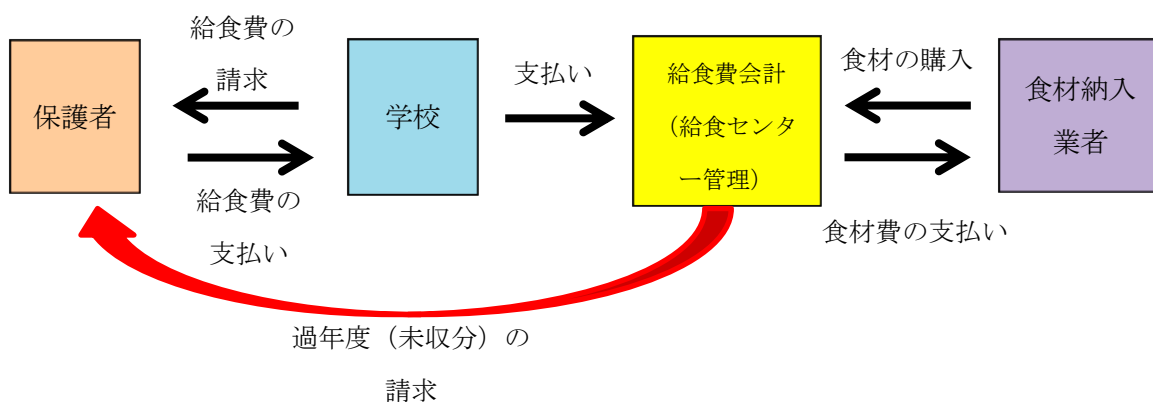 給食費の
請求
保護者
給食費の
支払い
学校
支払い
給食費会計
（給食センタ
ー管理）
食材の購入
食材費の支払い
食材納入
業者
過年度（未収分）の
請求